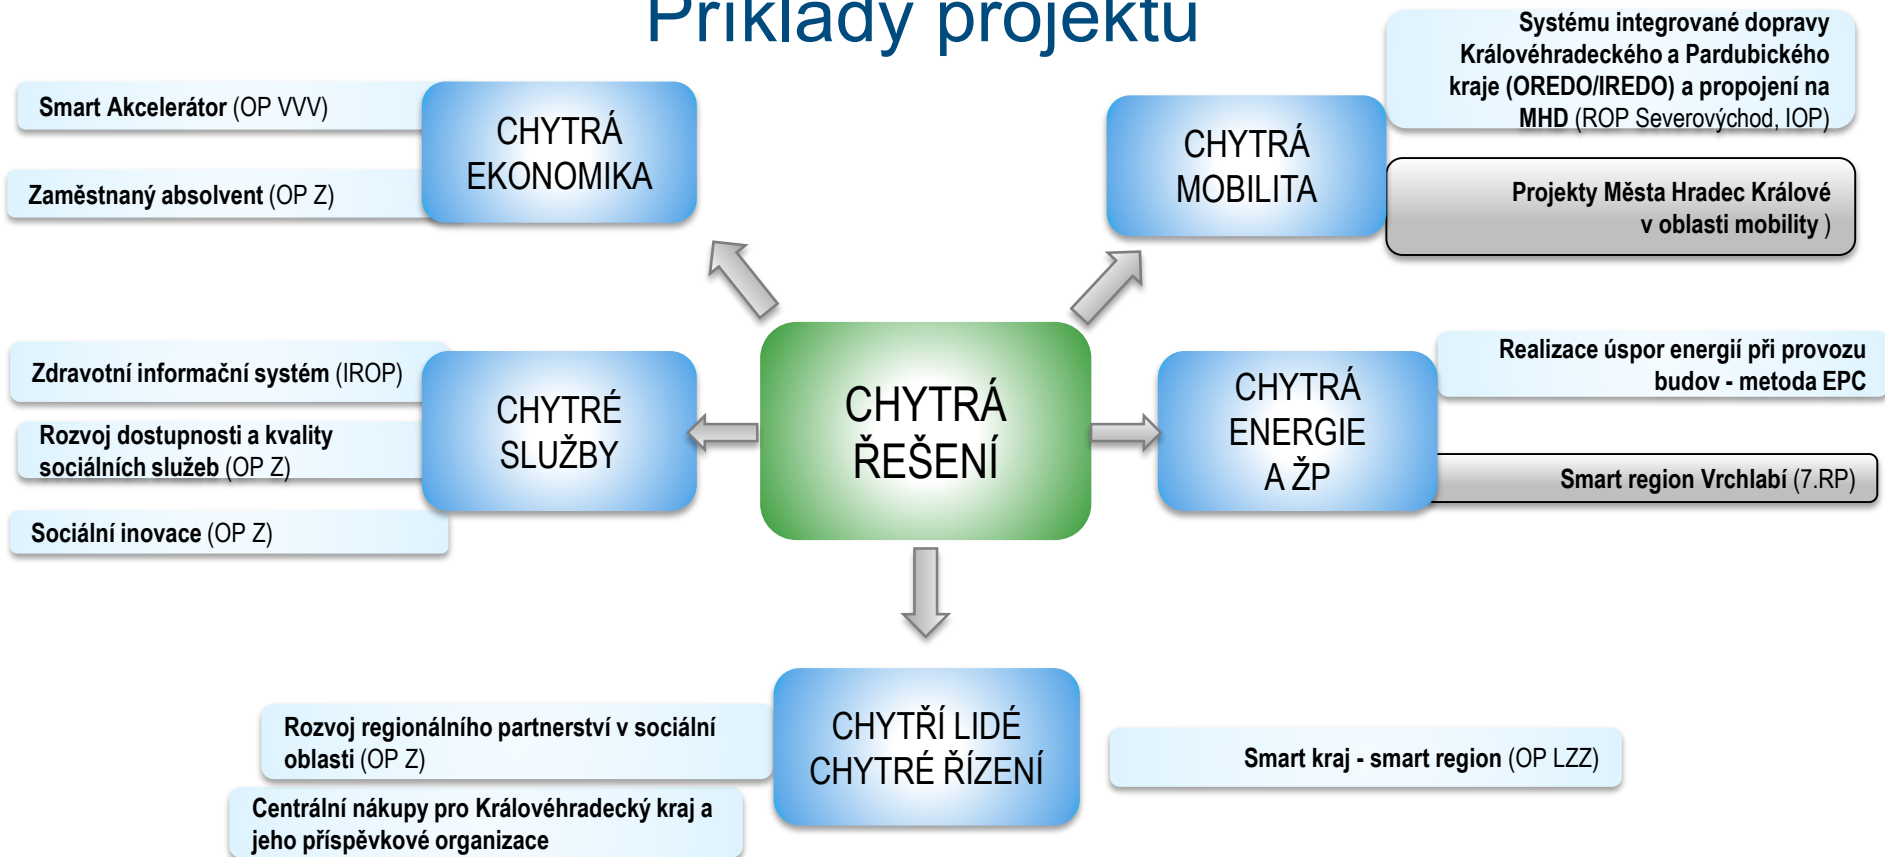 Příklady projektů
Smart Akcelerátor (OP VVV)
Zaměstnaný absolvent (OP Z)
CHYTRÁ
EKONOMIKA
CHYTRÁ
MOBILITA
Systému integrované dopravy
Královéhradeckého a Pardubického
kraje (OREDO/IREDO) a propojení na
MHD (ROP Severovýchod, IOP)
Projekty Města Hradec Králové
v oblasti mobility )
Zdravotní informační systém (IROP)
Rozvoj dostupnosti a kvality
sociálních služeb (OP Z)
Sociální inovace (OP Z)
CHYTRÉ
SLUŽBY
CHYTRÁ
ŘEŠENÍ
CHYTRÁ
ENERGIE
A ŽP
Realizace úspor energií při provozu
budov - metoda EPC
Smart region Vrchlabí (7.RP)
Rozvoj regionálního partnerství v sociální
oblasti (OP Z)
Centrální nákupy pro Královéhradecký kraj a
jeho příspěvkové organizace
CHYTŘÍ LIDÉ
CHYTRÉ ŘÍZENÍ
Smart kraj - smart region (OP LZZ)